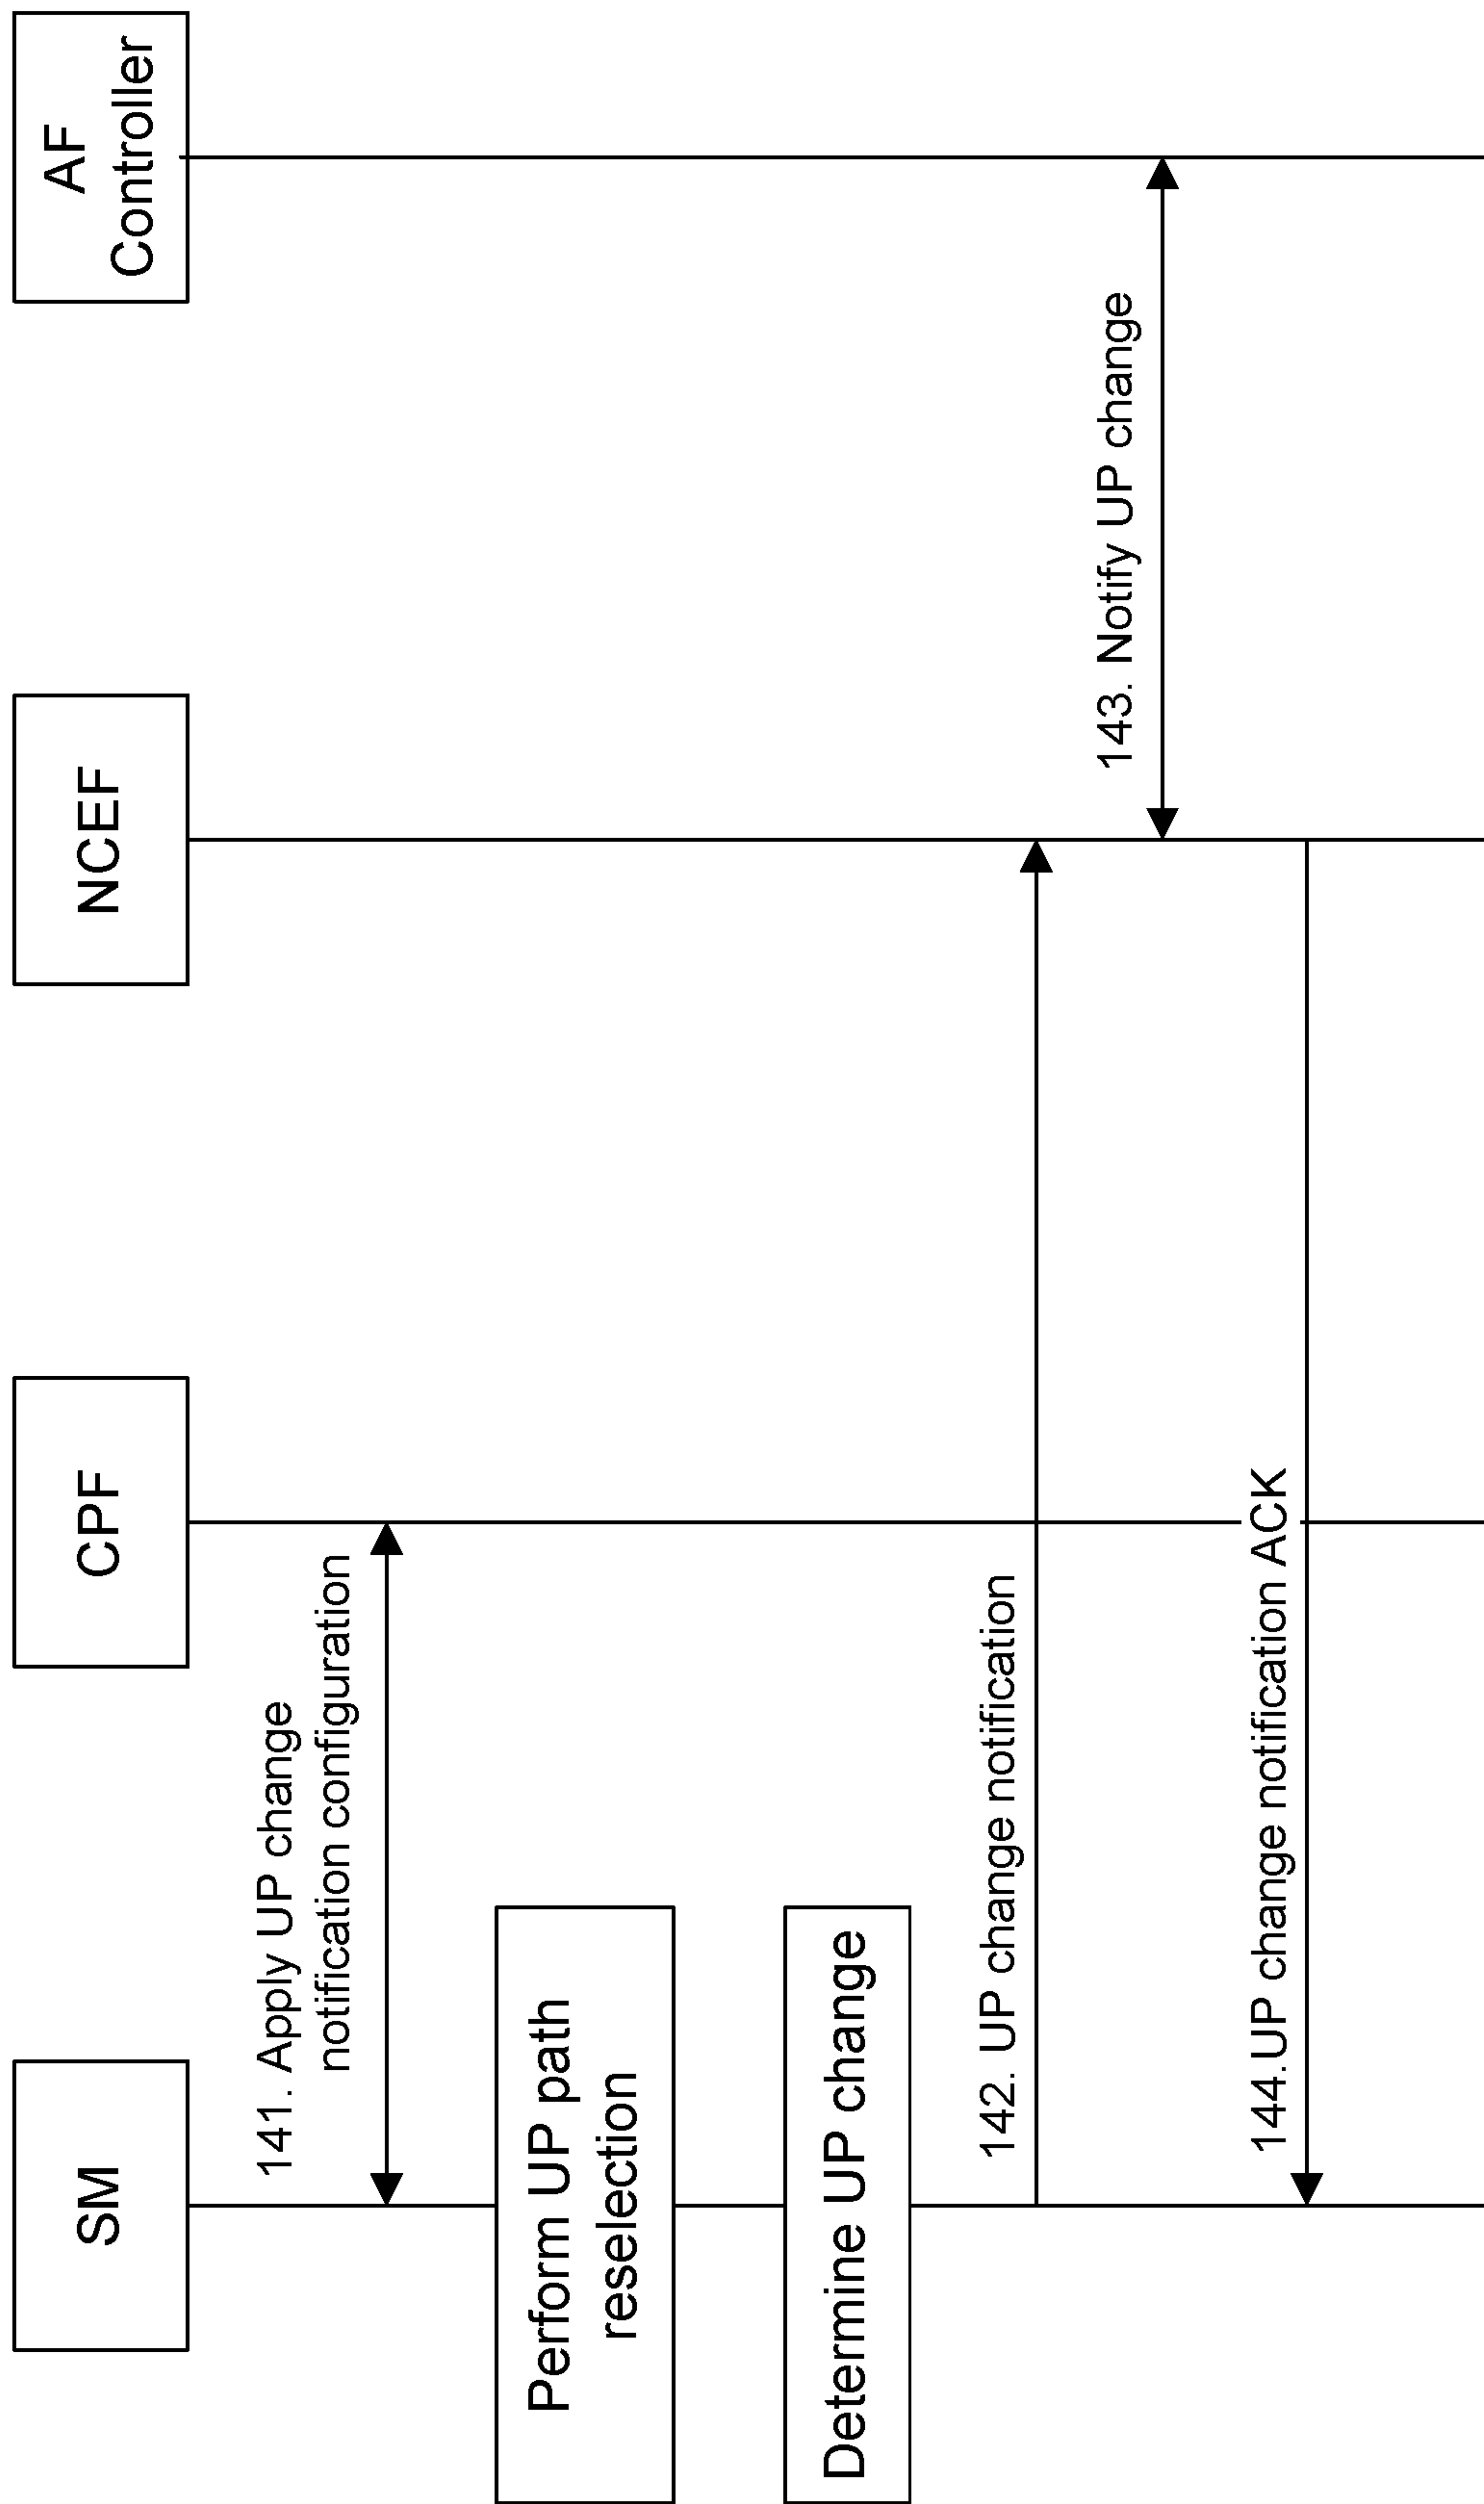 SM
CPF
NCEF
AF
Controller
141. Apply UP change
notification configuration
Perform UP path
reselection
Determine UP change
142. UP change notification
143. Notify UP change
144.UP change notification ACK